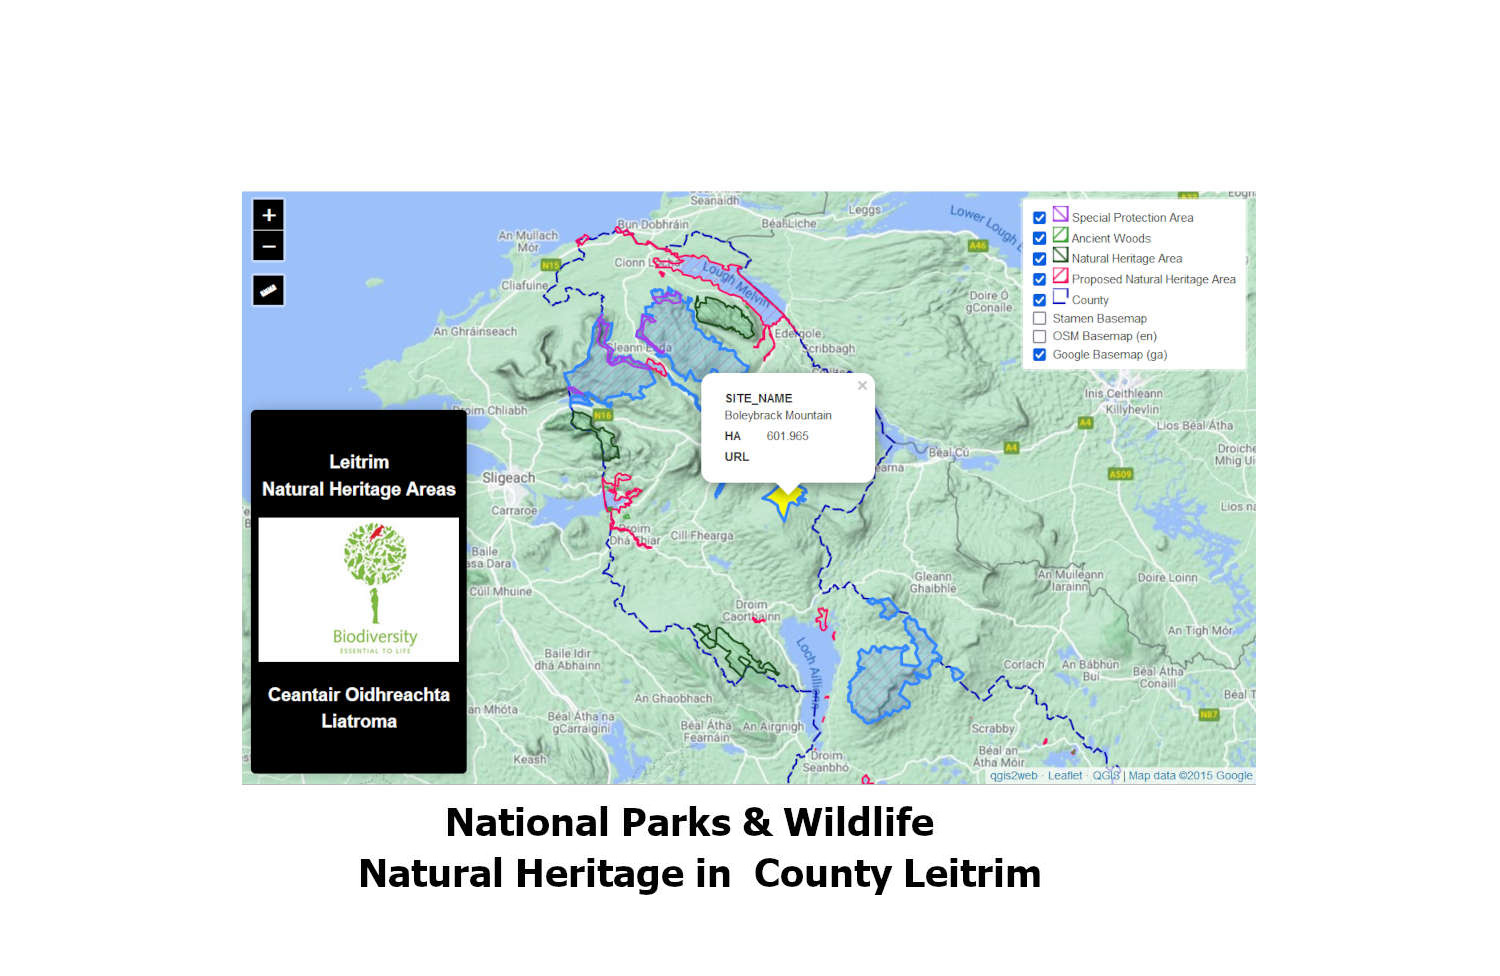 +
−
Seanaidh
Leggs
Eogh
Bun Dobhráin
BéalLiche
Lower Lough E
An Mullach
Mór
A46
N15
Cionn L
Lough Melvin
Cliafuine
Doire Ó
gConaile
An Ghráinseach
Gleann
Scribbagh
Special Protection Area
Ancient Woods
Natural Heritage Area
Proposed Natural Heritage Area
County
Stamen Basemap
OSM Basemap (en)
Google Basemap (ga)
×
SITE_NAME
Boleybrack Mountain
HA 601.965
URL
Inis Ceithleann
Killyhevlin
Droim Chliabh
N16
A4
Lios Béal Átha
Béal Cú
A4
Droiche
Mhig Ui
A509
earna
Sligeach
Lios na
Carraroe
Droim
Dhá Thiar
Cill Fhearga
Baile
asa Dara
Gleann
Ghaibhle
An Muileann
Iarainn
Doire Loinn
Cúil Mhuine
Droim
Caorthainn
An Tigh Mór
Baile Idir
dhá Abhainn
Loch Aillionn
Corlach
An Bábhún
Buí
Béal Átha
Conaill
An Ghaobhach
Béal T
an Mhóta
Béal Átha na
gCarraigíní
Béal Átha
Fearnáin
An Airgnigh
Scrabby
N87
Keash
Droim
Seanbhó
Béal an
Átha Móir
Leitrim
Natural Heritage Areas
Biodiversity
ESSENTIAL TO LIFE
Ceantair Oidhreachta
Liatroma
qgis2web · Leaflet · QGIS | Map data ©2015 Google
National Parks & Wildlife
Natural Heritage in County Leitrim